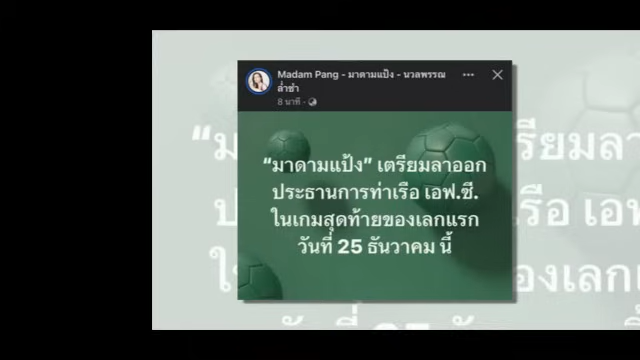 Madam Pang - มาดามแป้ง - นวลพรรณ
ล่ำซำ
8 นาที
“มาดามแป้ง” เตรียมลาออก
ประธานการท่าเรือ เอฟ.ซี.
ในเกมสุดท้ายของเลกแรก
วันที่ 25 ธันวาคม นี้